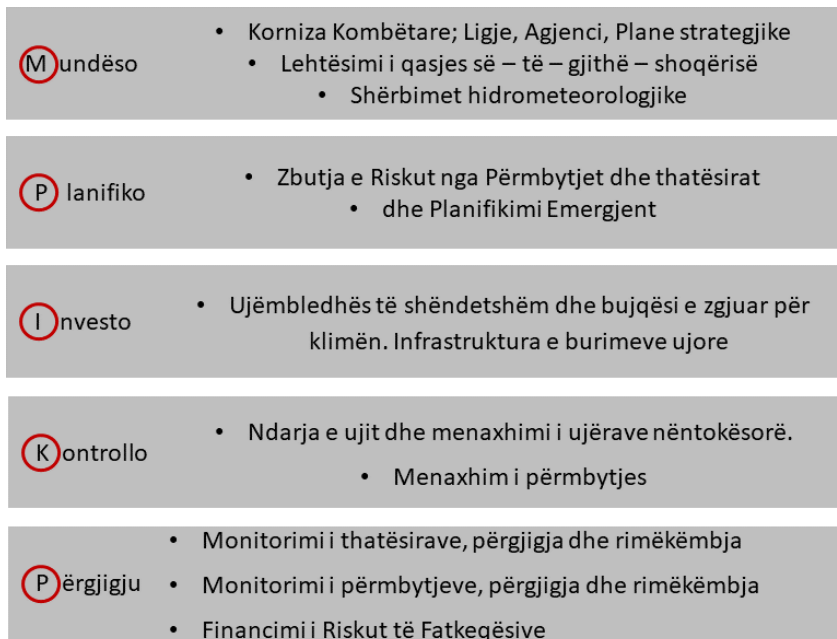 Mundëso
• Korniza Kombëtare; Ligje, Agjenci, Plane strategjike
• Lehtësimi i qasjes së – të – gjithë – shoqërisë
• Shërbimet hidrometeorologjike
P lanifiko
• Zbutja e Riskut nga Përmbytjet dhe thatësirat
• dhe Planifikimi Emergjent
Investo
• Ujëmbledhës të shëndetshëm dhe bujqësi e zgjuar për
klimën. Infrastruktura e burimeve ujore
Kontrollo
• Ndarja e ujit dhe menaxhimi i ujërave nëntokësorë.
• Menaxhim i përmbytjes
Përgjigju
• Monitorimi i thatësirave, përgjigja dhe rimëkëmbja
• Monitorimi i përmbytjeve, përgjigja dhe rimëkëmbja
• Financimi i Riskut të Fatkeqësive